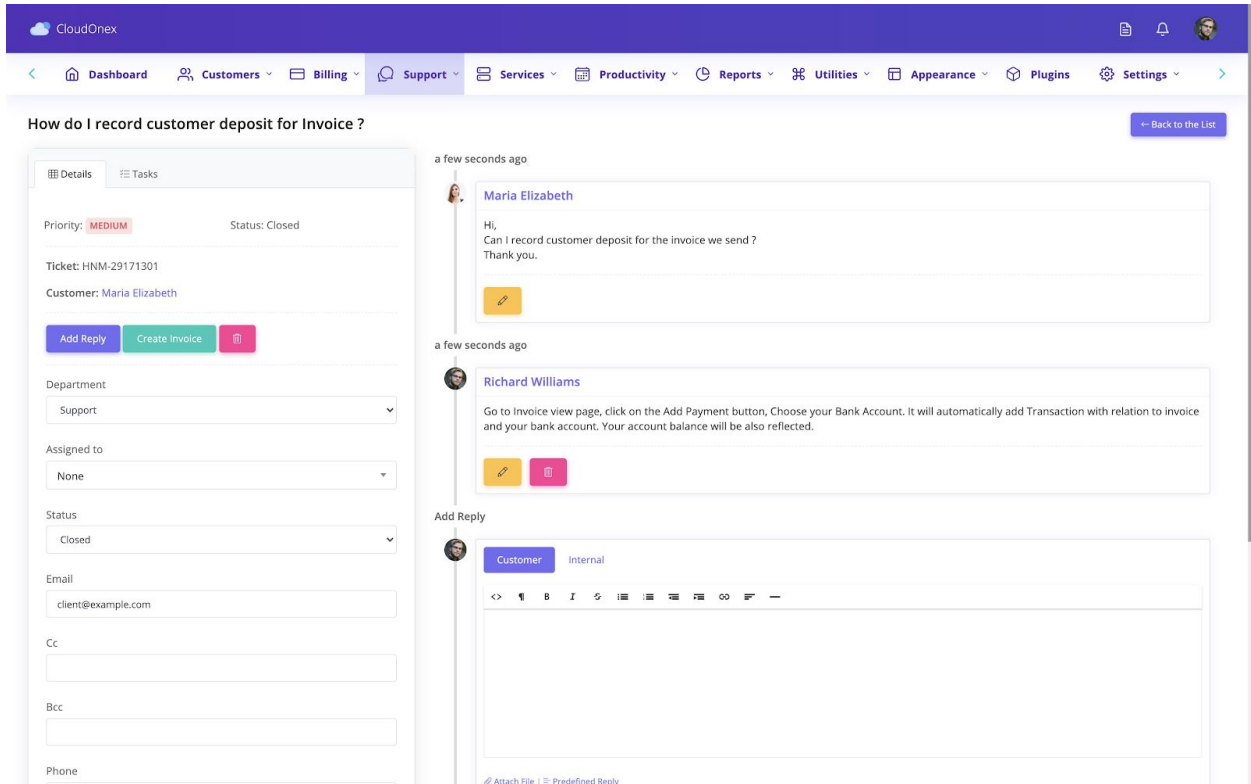 CloudOnex
Dashboard Customers Billing Support Services Productivity Reports Utilities Appearance Plugins Settings
How do I record customer deposit for Invoice ?
← Back to the List
Details Tasks
Priority: MEDIUM Status: Closed
Ticket: HNM-29171301
Customer: Maria Elizabeth
Add Reply Create Invoice
Department
Support
Assigned to
None
Status
Closed
Email
client@example.com
Cc
Bcc
Phone
a few seconds ago
Maria Elizabeth
Hi,
Can I record customer deposit for the invoice we send ?
Thank you.
a few seconds ago
Richard Williams
Go to Invoice view page, click on the Add Payment button, Choose your Bank Account. It will automatically add Transaction with relation to invoice
and your bank account. Your account balance will be also reflected.
Add Reply
Customer Internal
B I S
Attach File | Predefined Reply